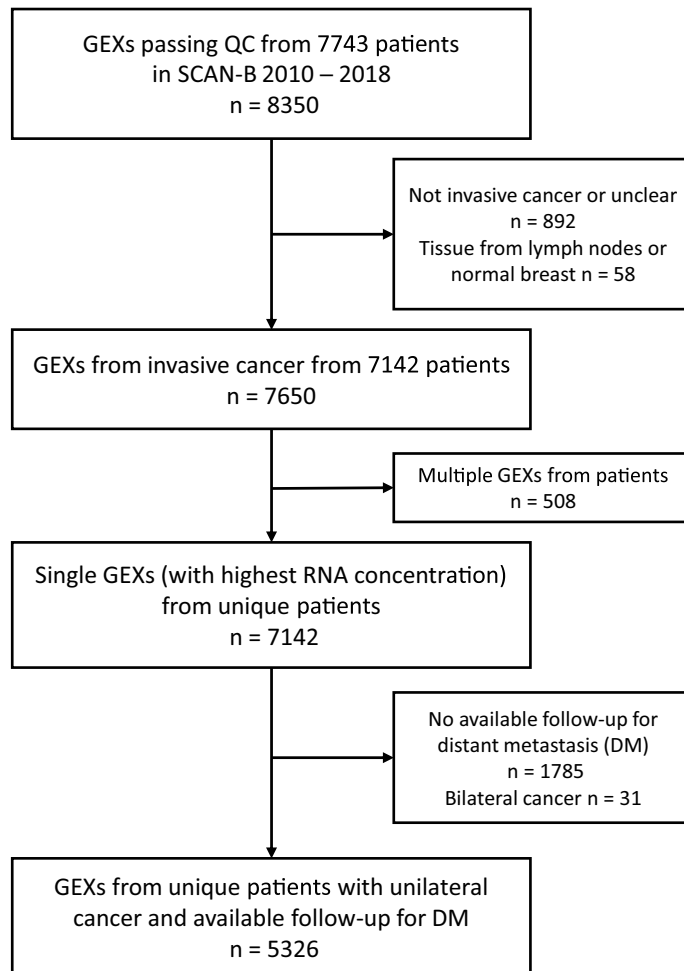 GEXs passing QC from 7743 patients
in SCAN-B 2010 – 2018
n = 8350
Not invasive cancer or unclear
n = 892
Tissue from lymph nodes or
normal breast n = 58
GEXs from invasive cancer from 7142 patients
n = 7650
Multiple GEXs from patients
n = 508
Single GEXs (with highest RNA concentration)
from unique patients
n = 7142
No available follow-up for
distant metastasis (DM)
n = 1785
Bilateral cancer n = 31
GEXs from unique patients with unilateral
cancer and available follow-up for DM
n = 5326